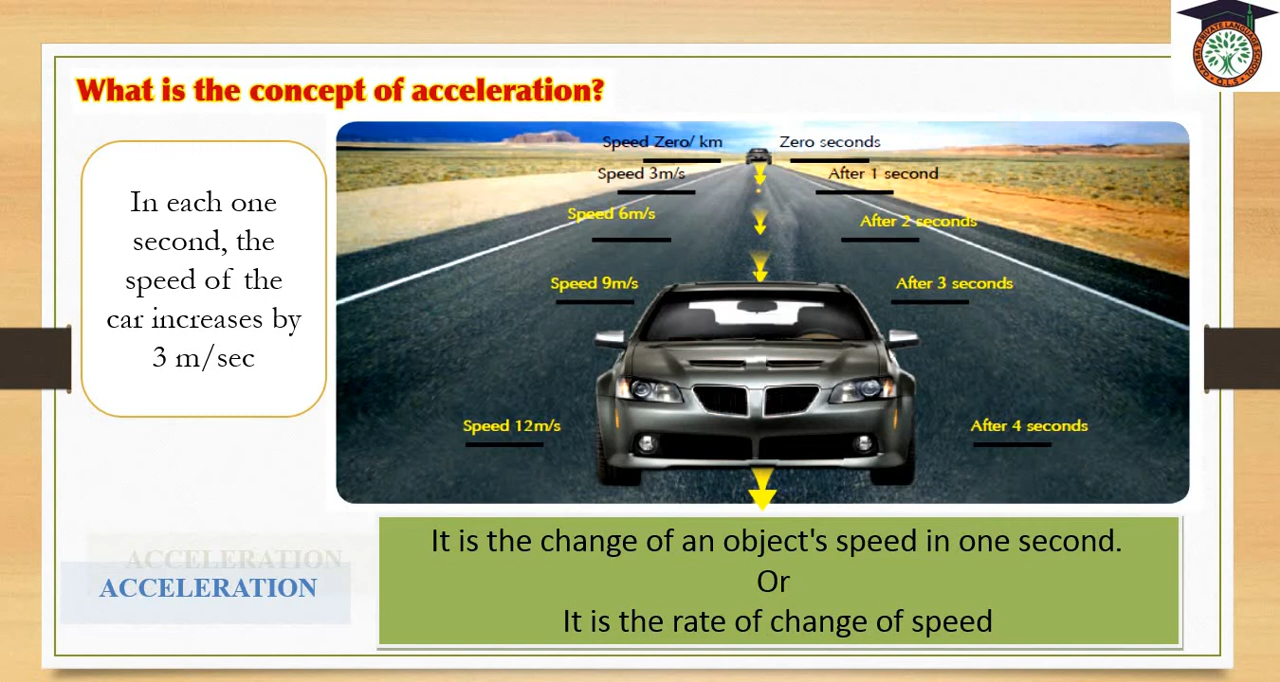 What is the concept of acceleration?
In each one
second, the
speed of the
car increases by
3 m/sec
Speed Zero/ km
Zero seconds
Speed 3m/s
After 1 second
Speed 6m/s
After 2 seconds
Speed 9m/s
After 3 seconds
Speed 12m/s
After 4 seconds
ACCELERATION
ACCELERATION
It is the change of an object's speed in one second.
Or
It is the rate of change of speed
PRIVATE LANGUAGE SCHOOL